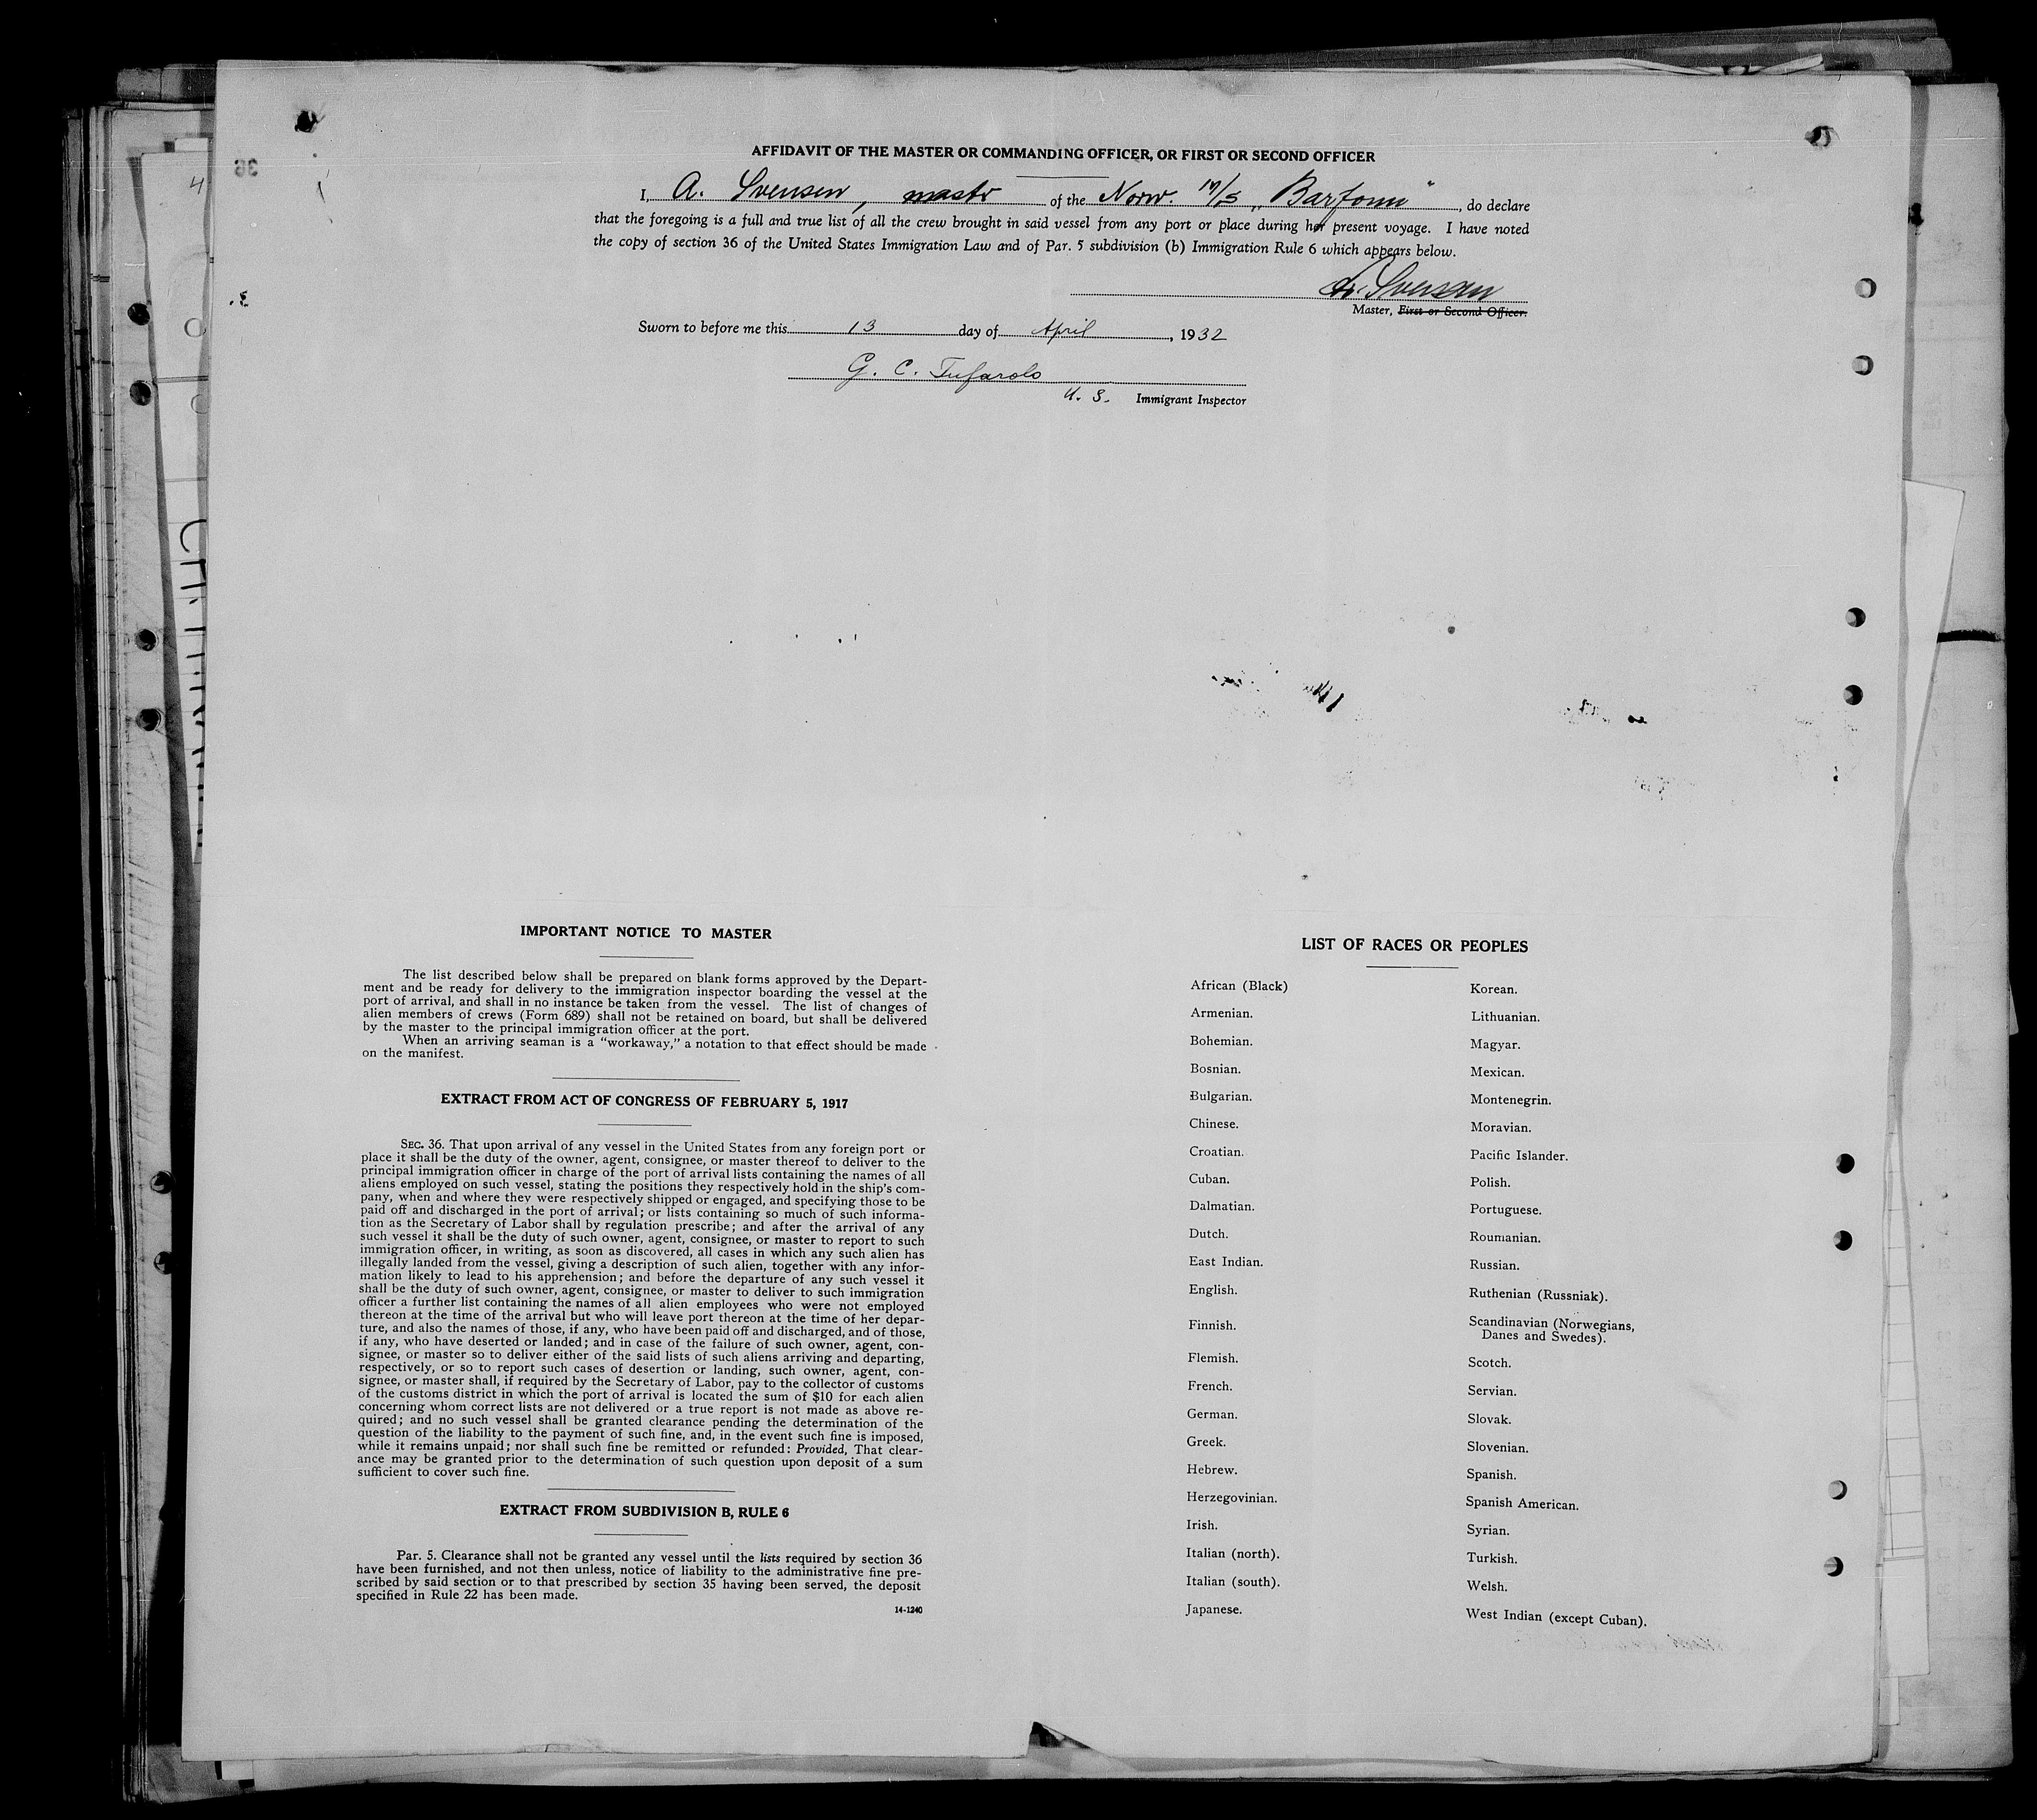 AFFIDAVIT OF THE MASTER OR COMMANDING OFFICER, OR FIRST OR SECOND OFFICER
I, A. Svensen, master of the Norw. M/S „Barfonn", do declare
that the foregoing is a full and true list of all the crew brought in said vessel from any port or place during her present voyage. I have noted
the copy of section 36 of the United States Immigration Law and of Par. 5 subdivision (b) Immigration Rule 6 which appears below.
A. Svensen
Master, First or Second Officer.
Sworn to before me this 13 day of April, 1932
G. C. Tufarolo
U. S. Immigrant Inspector
IMPORTANT NOTICE TO MASTER
The list described below shall be prepared on blank forms approved by the Depart-
ment and be ready for delivery to the immigration inspector boarding the vessel at the
port of arrival, and shall in no instance be taken from the vessel. The list of changes of
alien members of crews (Form 689) shall not be retained on board, but shall be delivered
by the master to the principal immigration officer at the port.
When an arriving seaman is a "workaway," a notation to that effect should be made
on the manifest.
EXTRACT FROM ACT OF CONGRESS OF FEBRUARY 5, 1917
SEC. 36. That upon arrival of any vessel in the United States from any foreign port or
place it shall be the duty of the owner, agent, consignee, or master thereof to deliver to the
principal immigration officer in charge of the port of arrival lists containing the names of all
aliens employed on such vessel, stating the positions they respectively hold in the ship's com-
pany, when and where they were respectively shipped or engaged, and specifying those to be
paid off and discharged in the port of arrival; or lists containing so much of such informa-
tion as the Secretary of Labor shall by regulation prescribe; and after the arrival of any
such vessel it shall be the duty of such owner, agent, consignee, or master to report to such
immigration officer, in writing, as soon as discovered, all cases in which any such alien has
illegally landed from the vessel, giving a description of such alien, together with any infor-
mation likely to lead to his apprehension; and before the departure of any such vessel it
shall be the duty of such owner, agent, consignee, or master to deliver to such immigration
officer a further list containing the names of all alien employees who were not employed
thereon at the time of the arrival but who will leave port thereon at the time of her depar-
ture, and also the names of those, if any, who have been paid off and discharged, and of those,
if any, who have deserted or landed; and in case of the failure of such owner, agent, con-
signee, or master so to deliver either of the said lists of such aliens arriving and departing,
respectively, or so to report such cases of desertion or landing, such owner, agent, con-
signee, or master shall, if required by the Secretary of Labor, pay to the collector of customs
of the customs district in which the port of arrival is located the sum of $10 for each alien
concerning whom correct lists are not delivered or a true report is not made as above re-
quired; and no such vessel shall be granted clearance pending the determination of the
question of the liability to the payment of such fine, and, in the event such fine is imposed,
while it remains unpaid; nor shall such fine be remitted or refunded: Provided, That clear-
ance may be granted prior to the determination of such question upon deposit of a sum
sufficient to cover such fine.
EXTRACT FROM SUBDIVISION B, RULE 6
Par. 5. Clearance shall not be granted any vessel until the lists required by section 36
have been furnished, and not then unless, notice of liability to the administrative fine pre-
scribed by said section or to that prescribed by section 35 having been served, the deposit
specified in Rule 22 has been made.
14-1240
LIST OF RACES OR PEOPLES
African (Black)
Armenian.
Bohemian.
Bosnian.
Bulgarian.
Chinese.
Croatian.
Cuban.
Dalmatian.
Dutch.
East Indian.
English.
Finnish.
Flemish.
French.
German.
Greek.
Hebrew.
Herzegovinian.
Irish.
Italian (north).
Italian (south).
Japanese.
Korean.
Lithuanian.
Magyar.
Mexican.
Montenegrin.
Moravian.
Pacific Islander.
Polish.
Portuguese.
Roumanian.
Russian.
Ruthenian (Russniak).
Scandinavian (Norwegians,
Danes and Swedes).
Scotch.
Servian.
Slovak.
Slovenian.
Spanish.
Spanish American.
Syrian.
Turkish.
Welsh.
West Indian (except Cuban).